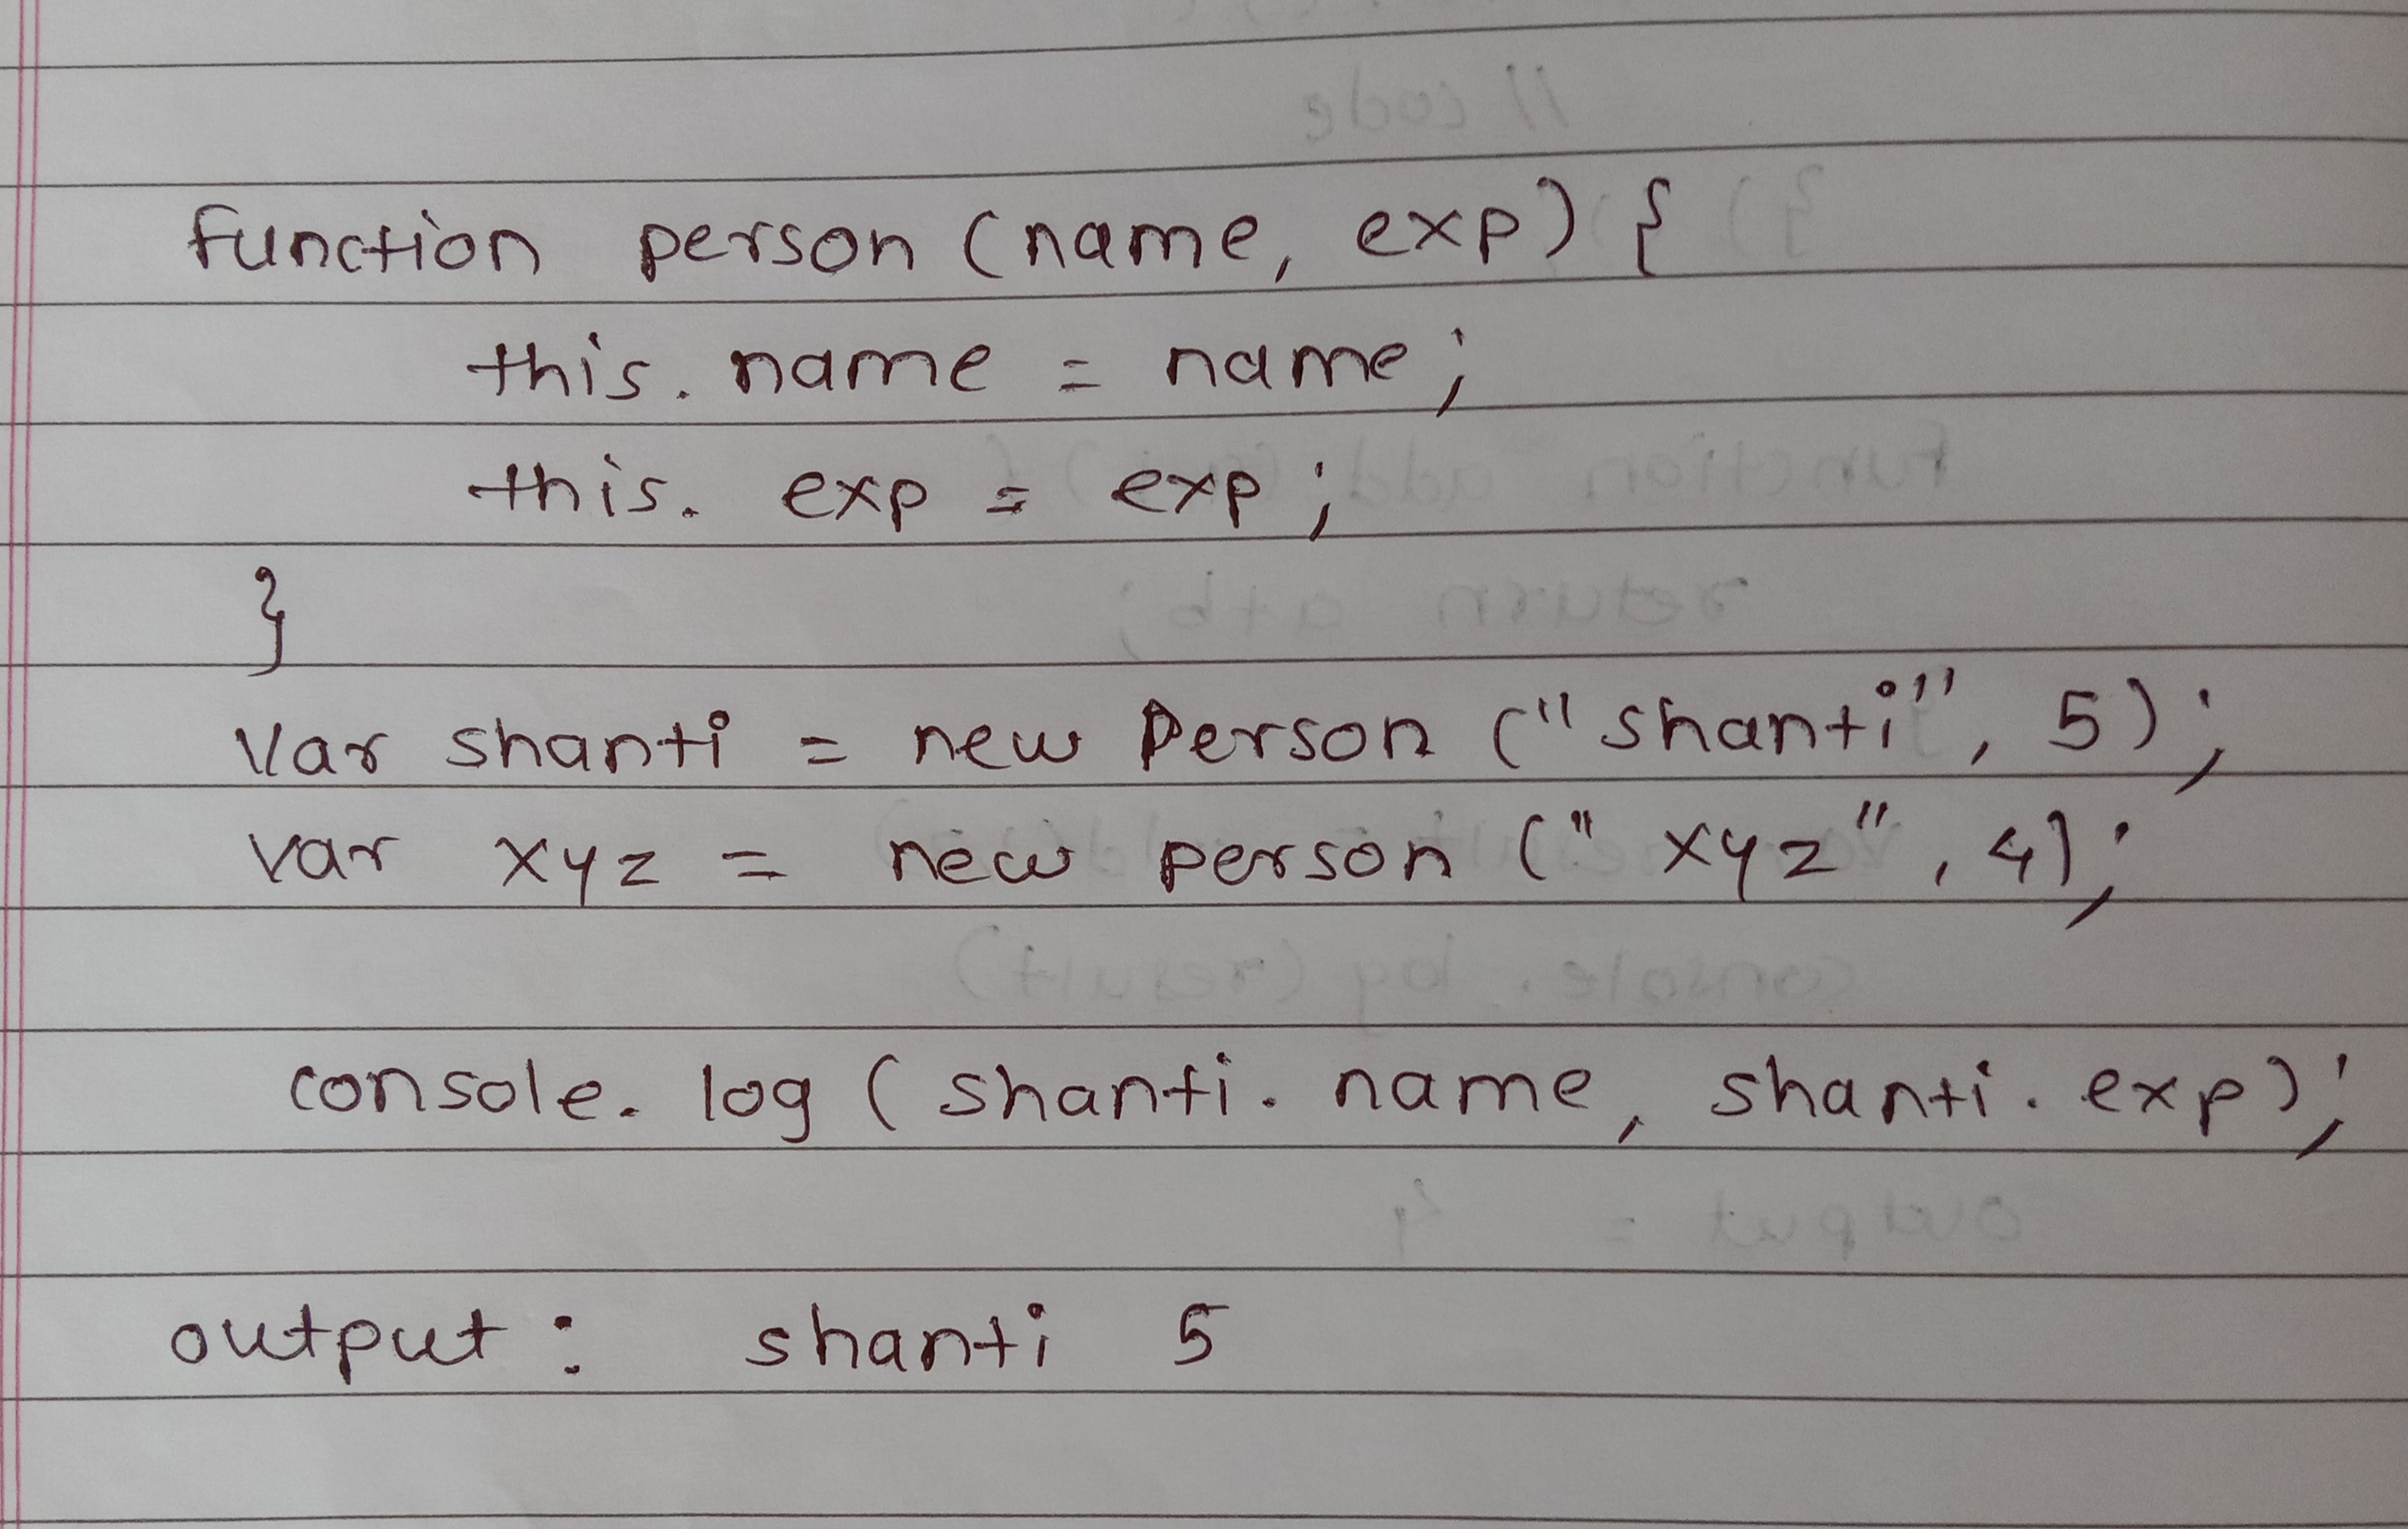 function person (name, exp) {
this. name = name;
this. exp = exp;
}
Var shanti = new Person ("shanti", 5);
var xyz = new person (" xyz", 4);
console. log ( shanti. name, shanti. exp);
output: shanti 5